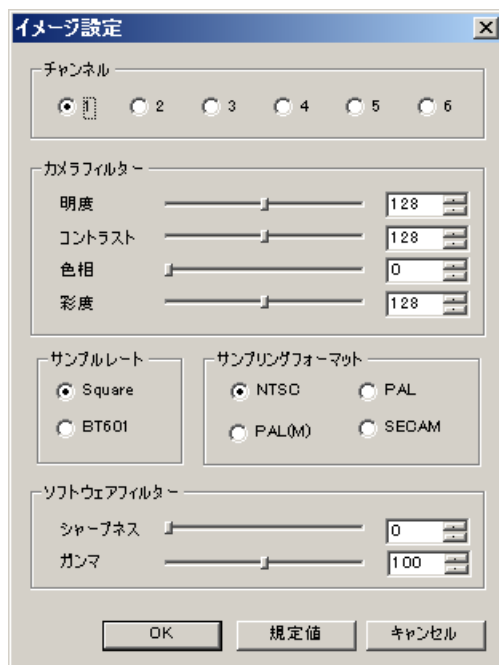 イメージ設定
チャンネル
1 2 3 4 5 6
カメラフィルター
明度 128
コントラスト 128
色相 0
彩度 128
サンプルレート
Square
BT601
サンプリングフォーマット
NTSC PAL
PAL(M) SECAM
ソフトウェアフィルター
シャープネス 0
ガンマ 100
OK 規定値 キャンセル